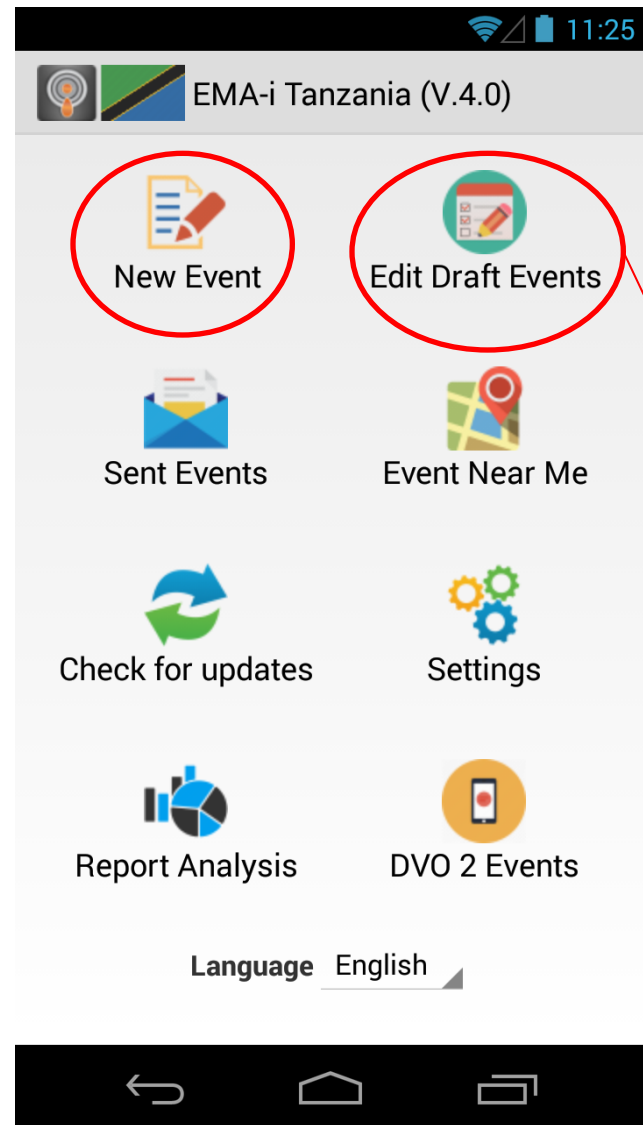 11:25
EMA-i Tanzania (V.4.0)
New Event
Edit Draft Events
Sent Events
Event Near Me
Check for updates
Settings
Report Analysis
DVO 2 Events
Language English